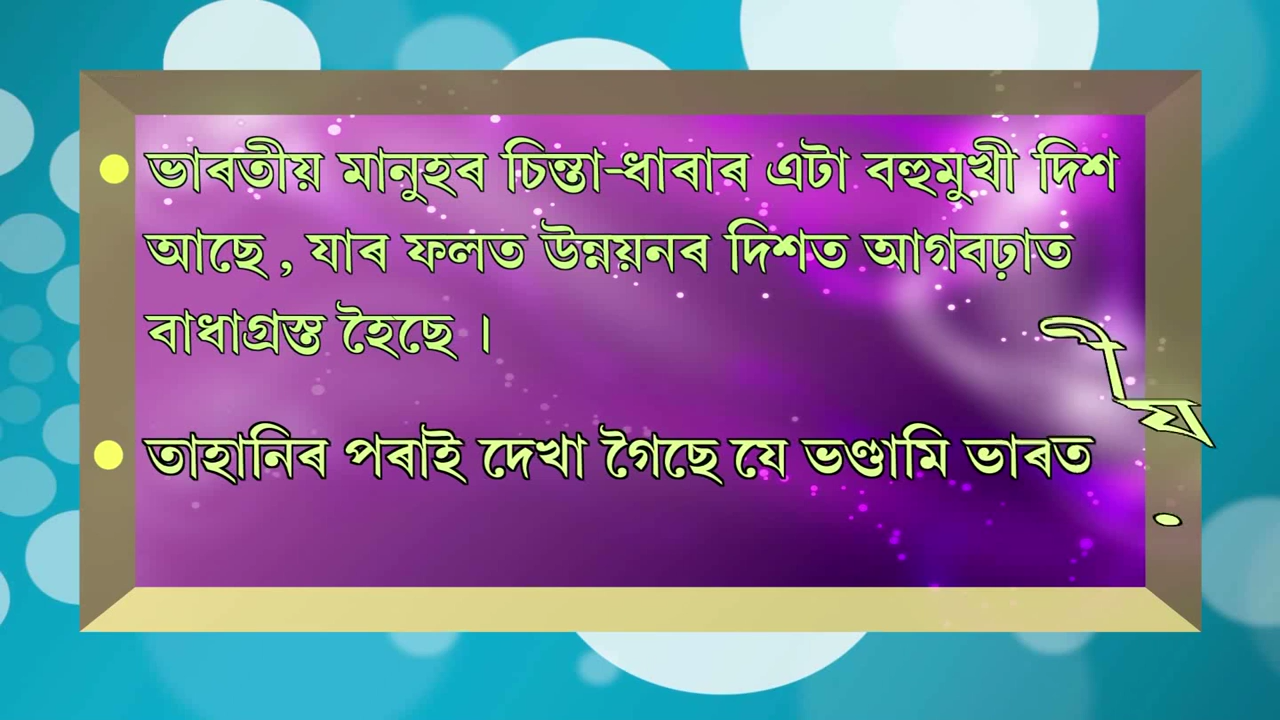 ভাৰতীয় মানুহৰ চিন্তা-ধাৰাৰ এটা বহুমুখী দিশ
আছে, যাৰ ফলত উন্নয়নৰ দিশত আগবঢ়াত
বাধাগ্ৰস্ত হৈছে ।
তাহানিৰ পৰাই দেখা গৈছে যে ভণ্ডামি ভাৰতীয়